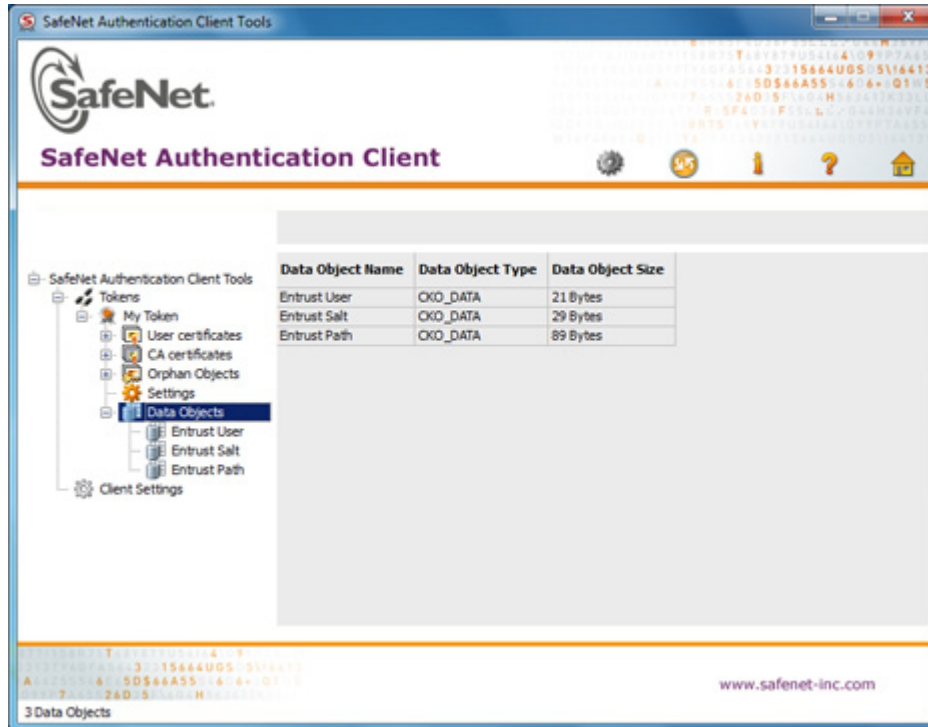 SafeNet Authentication Client Tools
SafeNet.
SafeNet Authentication Client
SafeNet Authentication Client Tools
Tokens
My Token
User certificates
CA certificates
Orphan Objects
Settings
Data Objects
Entrust User
Entrust Salt
Entrust Path
Client Settings
Data Object Name Data Object Type Data Object Size
Entrust User CKO_DATA 21 Bytes
Entrust Salt CKO_DATA 29 Bytes
Entrust Path CKO_DATA 89 Bytes
www.safenet-inc.com
3 Data Objects